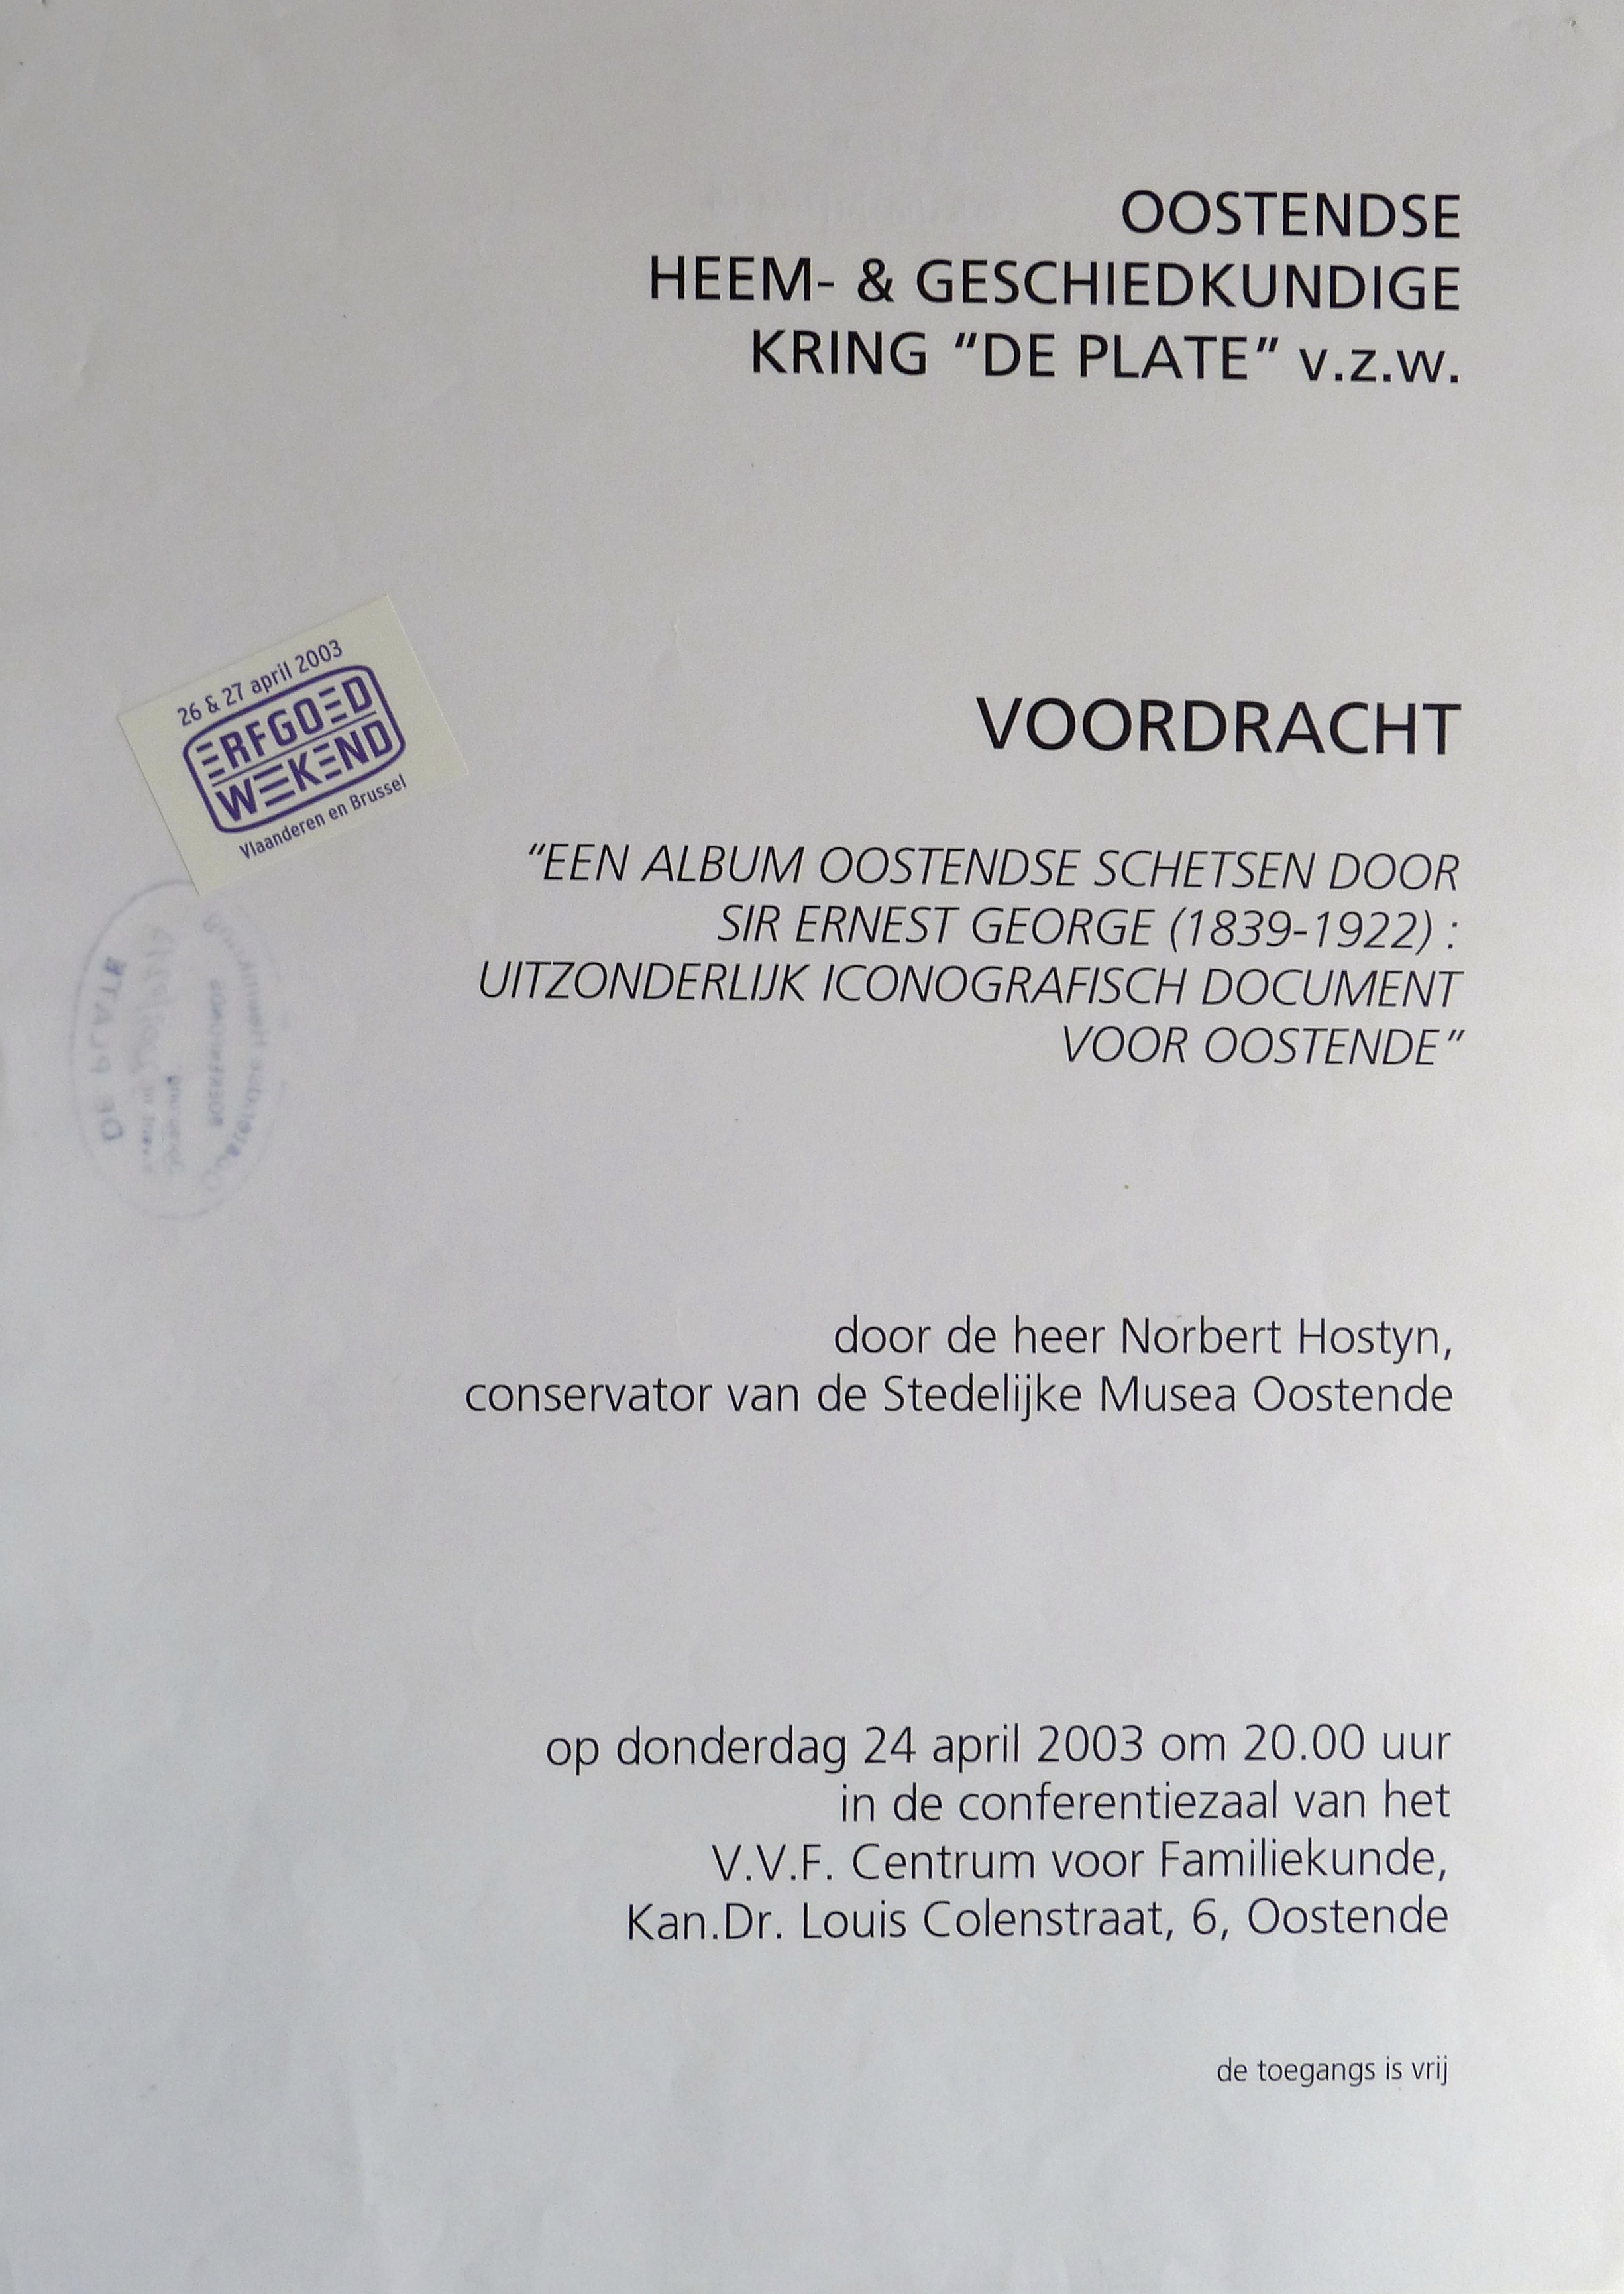 OOSTENDSE
HEEM- & GESCHIEDKUNDIGE
KRING “DE PLATE” v.z.w.
26 & 27 april 2003
ERFGOED
WEEKEND
Vlaanderen en Brussel
VOORDRACHT
“EEN ALBUM OOSTENDSE SCHETSEN DOOR
SIR ERNEST GEORGE (1839-1922) :
UITZONDERLIJK ICONOGRAFISCH DOCUMENT
VOOR OOSTENDE”
DE PLATE
door de heer Norbert Hostyn,
conservator van de Stedelijke Musea Oostende
op donderdag 24 april 2003 om 20.00 uur
in de conferentiezaal van het
V.V.F. Centrum voor Familiekunde,
Kan.Dr. Louis Colenstraat, 6, Oostende
de toegangs is vrij